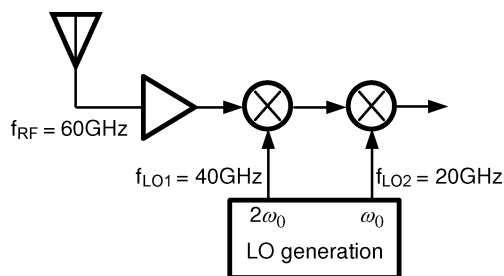 f_RF = 60GHz
f_LO1 = 40GHz
f_LO2 = 20GHz
2ω₀
ω₀
LO generation